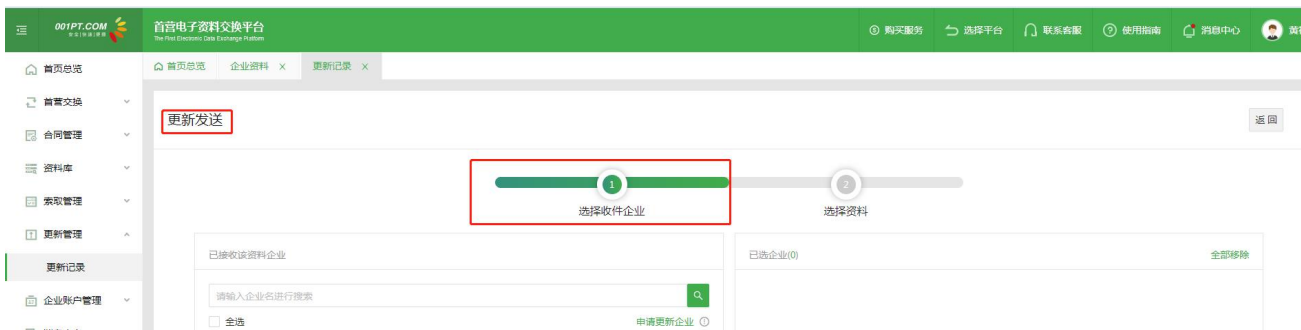 001PT.COM
首营电子资料交换平台
The First Electronic Data Exchange Platform
购买服务
选择平台
联系客服
使用指南
消息中心
首页总览
首营交换
合同管理
资料库
索取管理
更新管理
更新记录
企业账户管理
首页总览
企业资料 ×
更新记录 ×
更新发送
返回
1
选择收件企业
2
选择资料
已接收该资料企业
请输入企业名进行搜索
全选
申请更新企业
已选企业(0)
全部移除